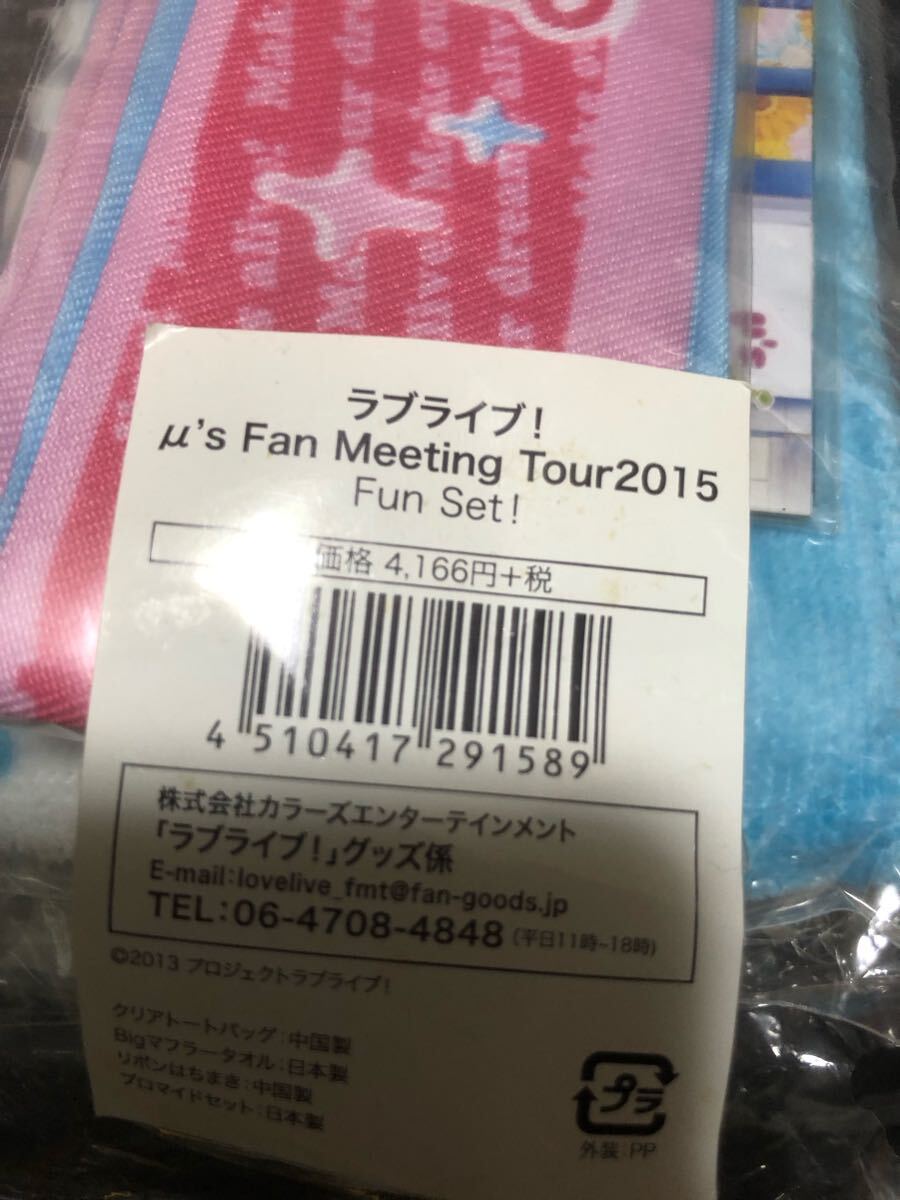 ラブライブ!
μ's Fan Meeting Tour2015
Fun Set!
価格 4,166円+税
4 510417 291589
株式会社カラーズエンターテインメント
「ラブライブ!」グッズ係
E-mail:lovelive_fmt@fan-goods.jp
TEL:06-4708-4848 (平日11時~18時)
©2013 プロジェクトラブライブ!
クリアトートバッグ:中国製
Bigマフラータオル:日本製
リボンはちまき:中国製
ブロマイドセット:日本製
プラ
外装:PP